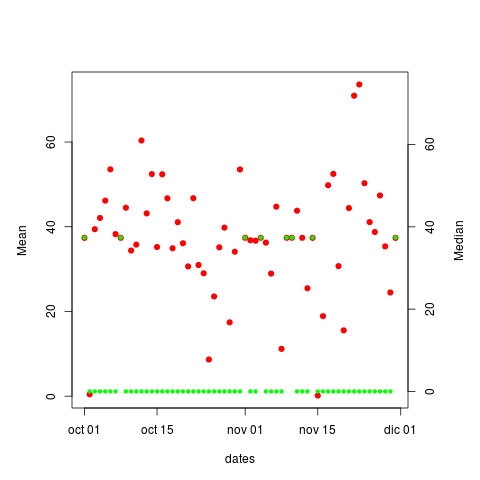 Mean
60
40
20
0
Median
60
40
20
0
oct 01
oct 15
nov 01
nov 15
dic 01
dates